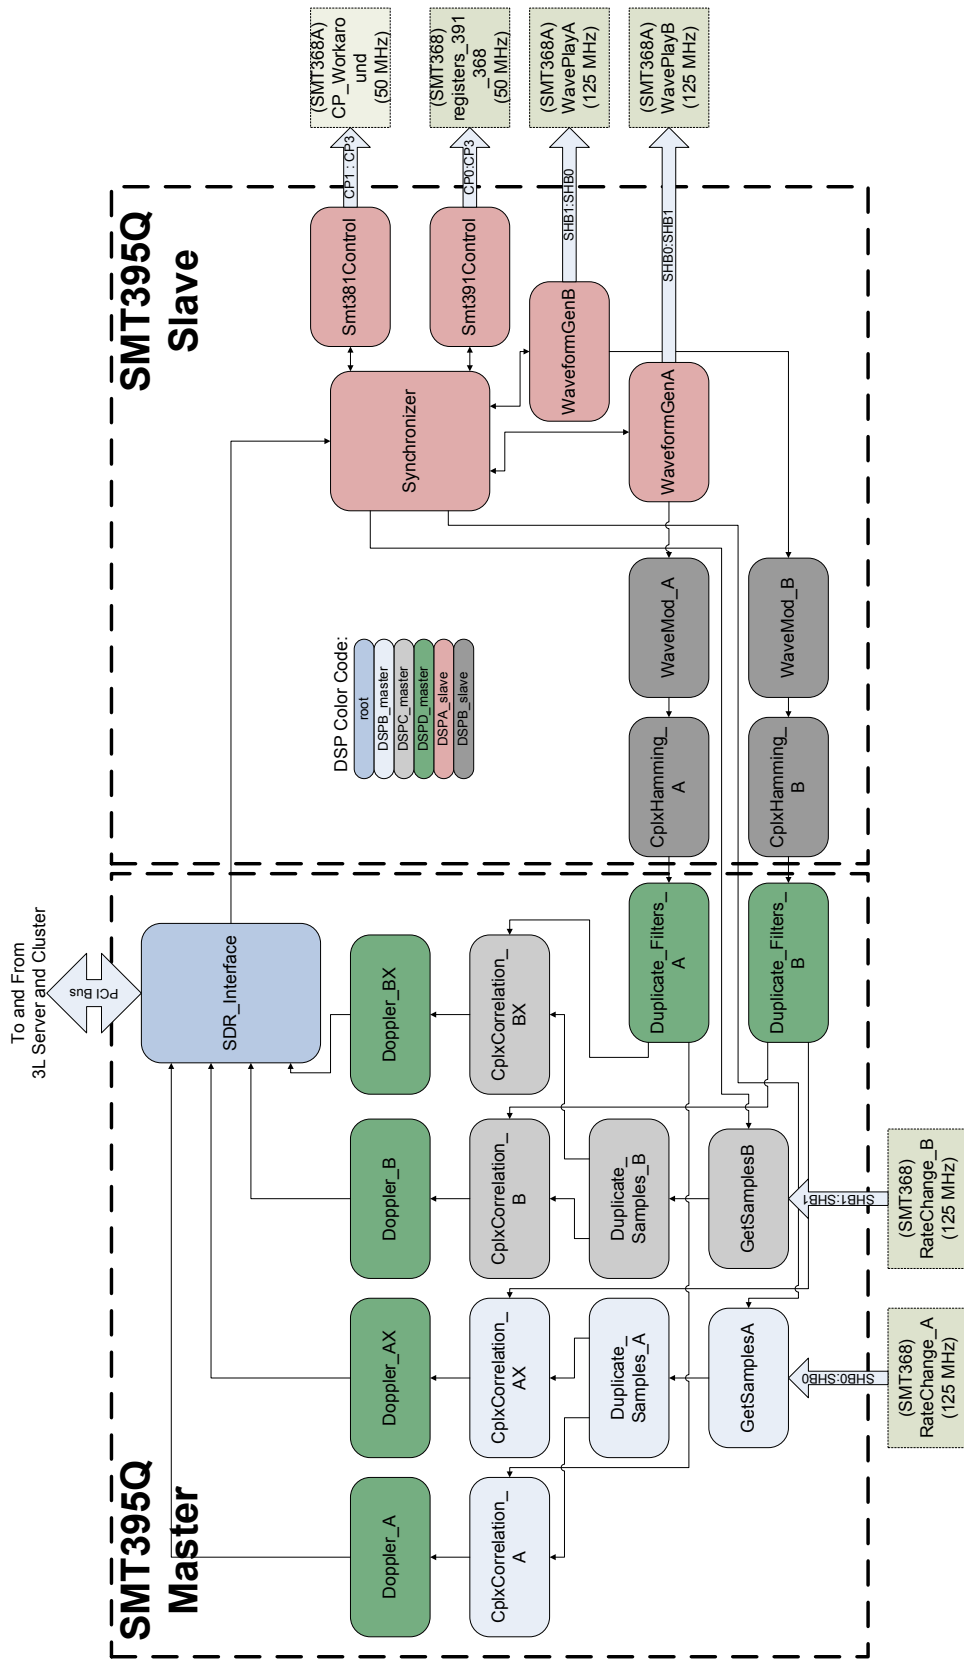 To and From
3L Server and Cluster
PCI Bus
SMT395Q
Master
SMT395Q
Slave
SDR_Interface
Doppler_A
Doppler_AX
Doppler_B
Doppler_BX
CplxCorrelation_
A
CplxCorrelation_
AX
CplxCorrelation_
B
CplxCorrelation_
BX
Duplicate_
Samples_A
Duplicate_
Samples_B
Duplicate_Filters_
A
Duplicate_Filters_
B
GetSamplesA
GetSamplesB
SHB0:SHB0
SHB1:SHB1
(SMT368)
RateChange_A
(125 MHz)
(SMT368)
RateChange_B
(125 MHz)
DSP Color Code:
root
DSPB_master
DSPC_master
DSPD_master
DSPA_slave
DSPB_slave
CplxHamming_
A
CplxHamming_
B
WaveMod_A
WaveMod_B
Synchronizer
Smt381Control
Smt391Control
WaveformGenB
WaveformGenA
CP1 : CP3
CP0:CP3
SHB1:SHB0
SHB0:SHB1
(SMT368A)
CP_Workaro
und
(50 MHz)
(SMT368)
registers_391
_368
(50 MHz)
(SMT368A)
WavePlayA
(125 MHz)
(SMT368A)
WavePlayB
(125 MHz)